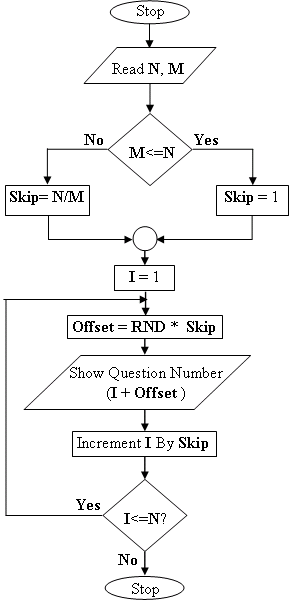 Stop
Read N, M
No
Yes
M<=N
Skip= N/M
Skip = 1
I = 1
Offset = RND * Skip
Show Question Number
(I + Offset )
Increment I By Skip
Yes
I<=N?
No
Stop